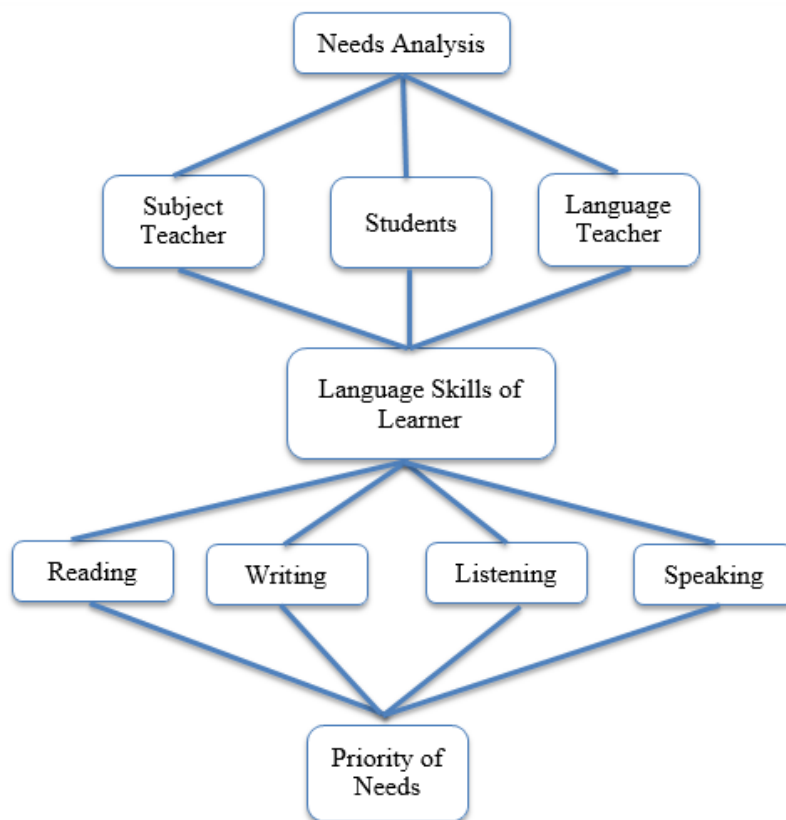 Needs Analysis
Subject
Teacher
Students
Language
Teacher
Language Skills of
Learner
Reading
Writing
Listening
Speaking
Priority of
Needs